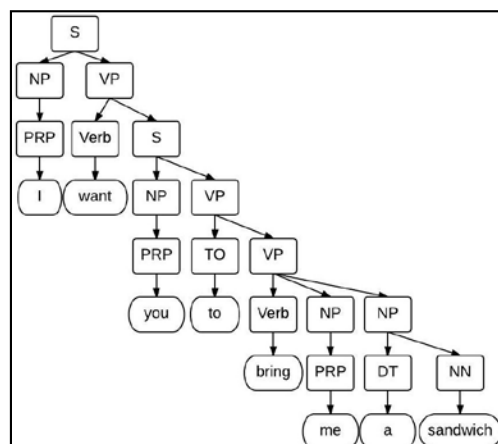 S
NP VP
PRP Verb S
I want NP VP
PRP TO VP
you to Verb NP NP
bring PRP DT NN
me a sandwich